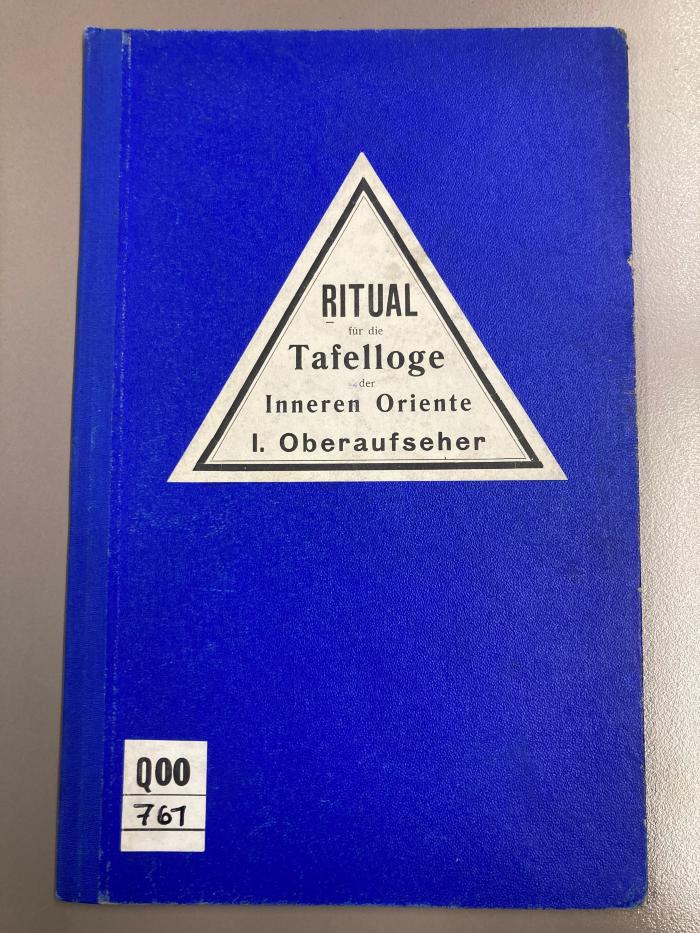 RITUAL
für die
Tafelloge
der
Inneren Oriente
I. Oberaufseher
Q00
761